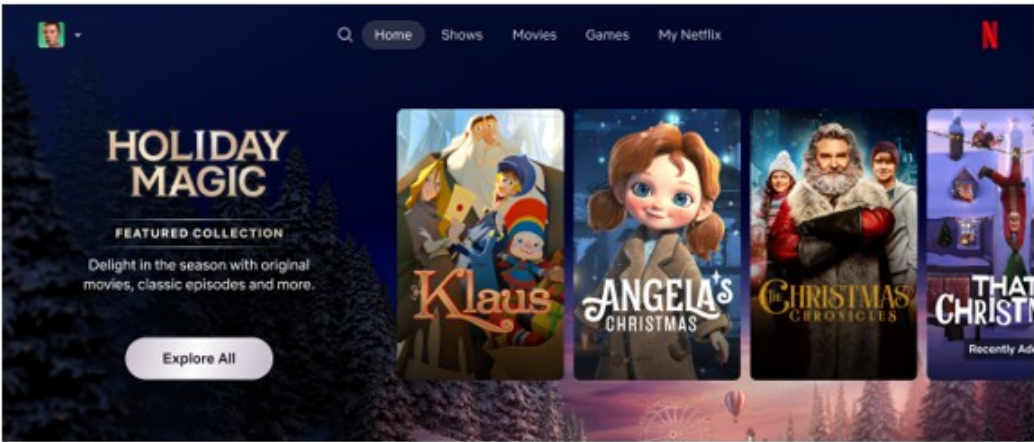 Home
Shows
Movies
Games
My Netflix
N
HOLIDAY
MAGIC
FEATURED COLLECTION
Delight in the season with original
movies, classic episodes and more.
Explore All
Klaus
ANGELA'S
CHRISTMAS
THE
CHRISTMAS
CHRONICLES
THAT
CHRISTM
Recently Ad